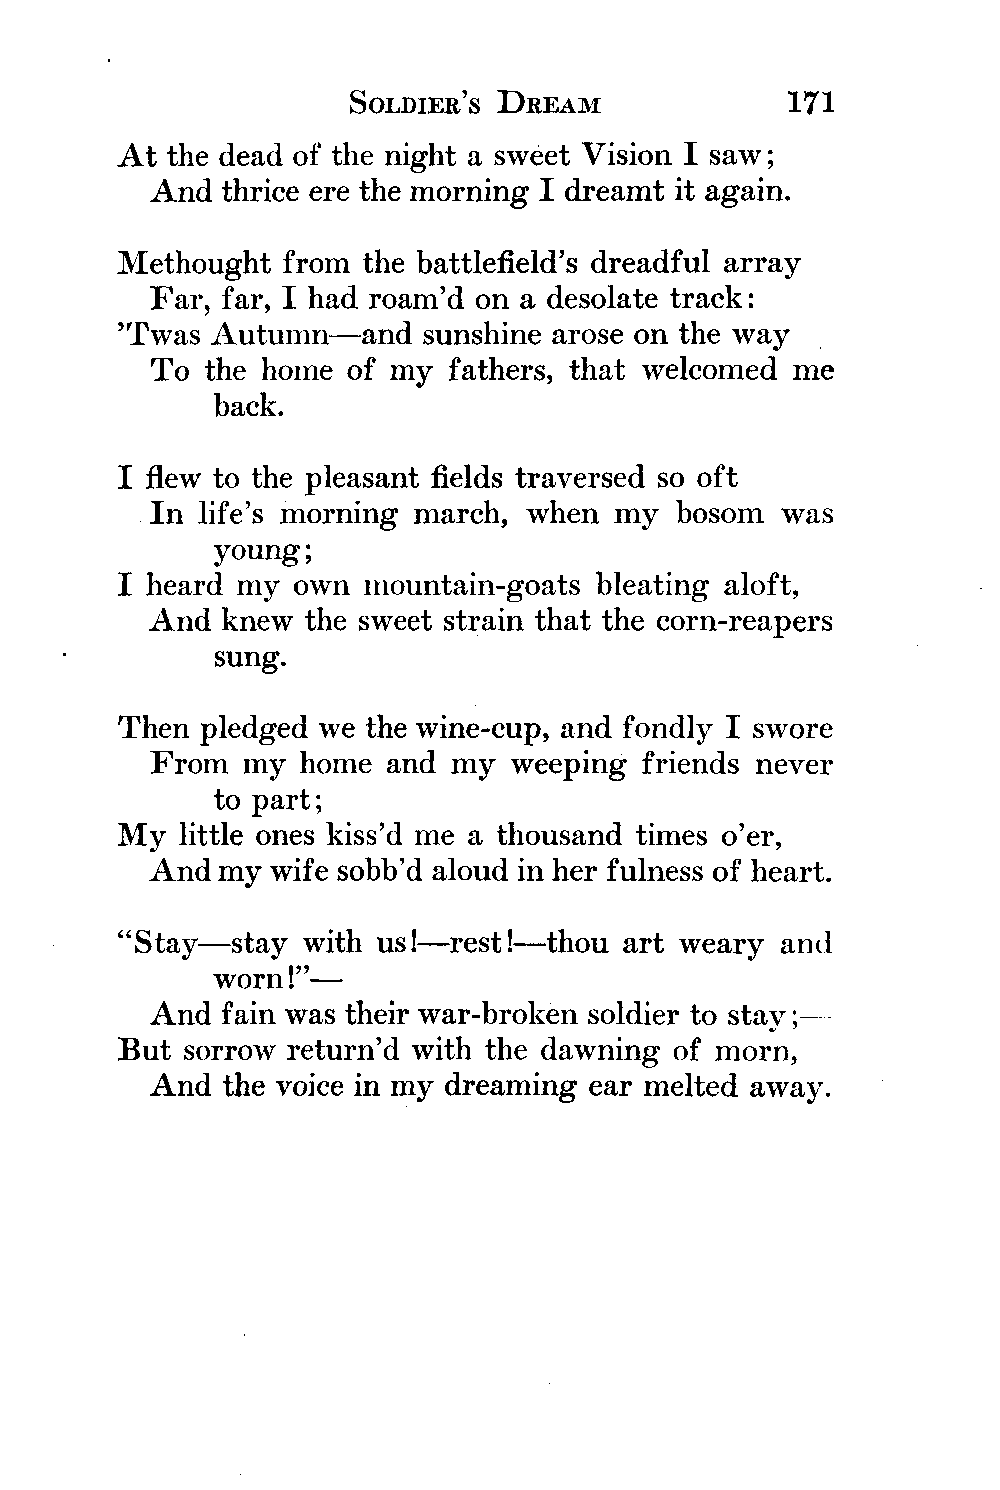 SOLDIER'S DREAM 171
At the dead of the night a sweet Vision I saw;
And thrice ere the morning I dreamt it again.
Methought from the battlefield's dreadful array
Far, far, I had roam'd on a desolate track:
'Twas Autumn—and sunshine arose on the way
To the home of my fathers, that welcomed me
back.
I flew to the pleasant fields traversed so oft
In life's morning march, when my bosom was
young;
I heard my own mountain-goats bleating aloft,
And knew the sweet strain that the corn-reapers
sung.
Then pledged we the wine-cup, and fondly I swore
From my home and my weeping friends never
to part;
My little ones kiss'd me a thousand times o'er,
And my wife sobb'd aloud in her fulness of heart.
“Stay—stay with us!—rest!—thou art weary and
worn!”—
And fain was their war-broken soldier to stay;—
But sorrow return'd with the dawning of morn,
And the voice in my dreaming ear melted away.